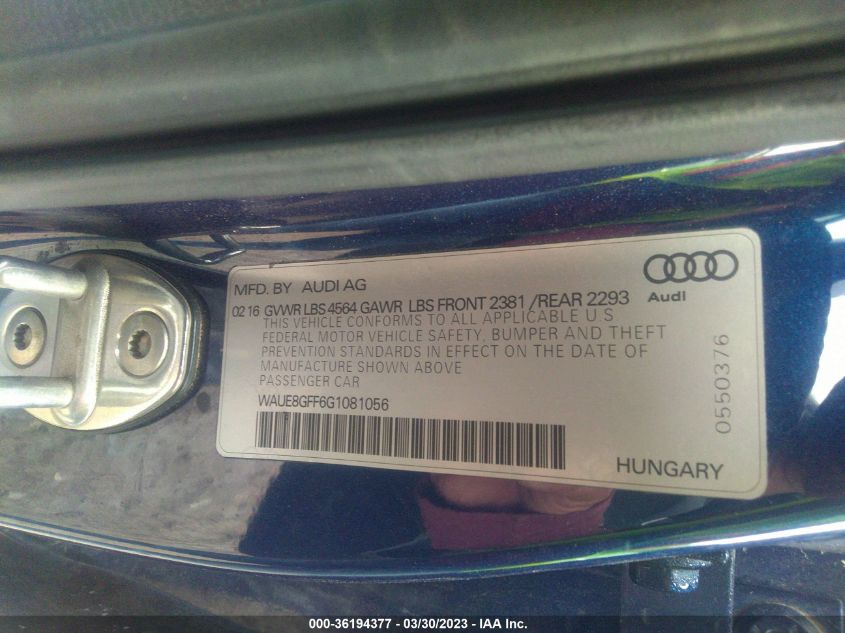 MFD. BY AUDI AG
02 16 GVWR LBS 4564 GAWR LBS FRONT 2381 /REAR 2293
THIS VEHICLE CONFORMS TO ALL APPLICABLE U.S
FEDERAL MOTOR VEHICLE SAFETY, BUMPER AND THEFT
PREVENTION STANDARDS IN EFFECT ON THE DATE OF
MANUFACTURE SHOWN ABOVE
PASSENGER CAR
WAUE8GFF6G1081056
Audi
0550376
HUNGARY
000-36194377 - 03/30/2023 - IAA Inc.